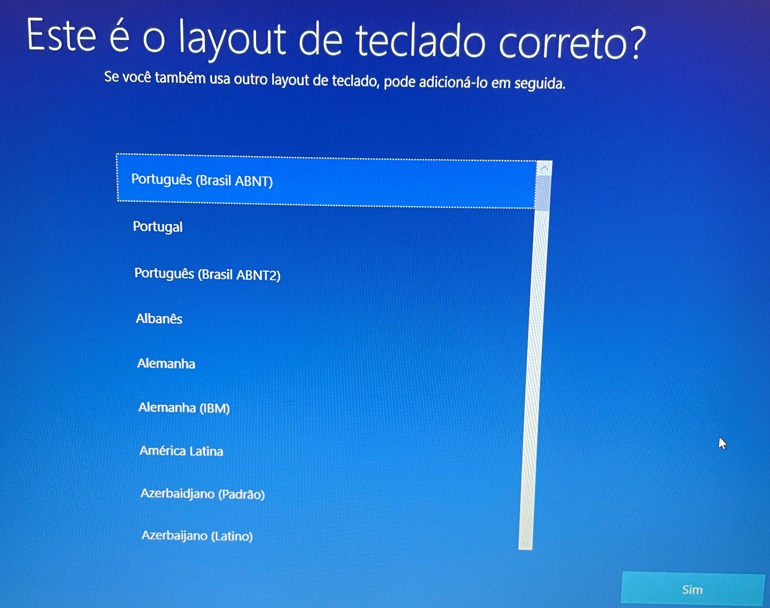 Este é o layout de teclado correto?
Se você também usa outro layout de teclado, pode adicioná-lo em seguida.
Português (Brasil ABNT)
Portugal
Português (Brasil ABNT2)
Albanês
Alemanha
Alemanha (IBM)
América Latina
Azerbaidjano (Padrão)
Azerbaijano (Latino)
Sim